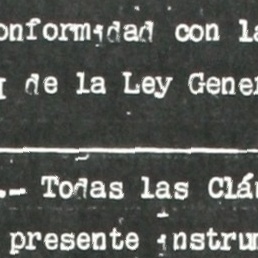 onformidad con la
de la Ley Gener
.- Todas las Clá
presente instrum